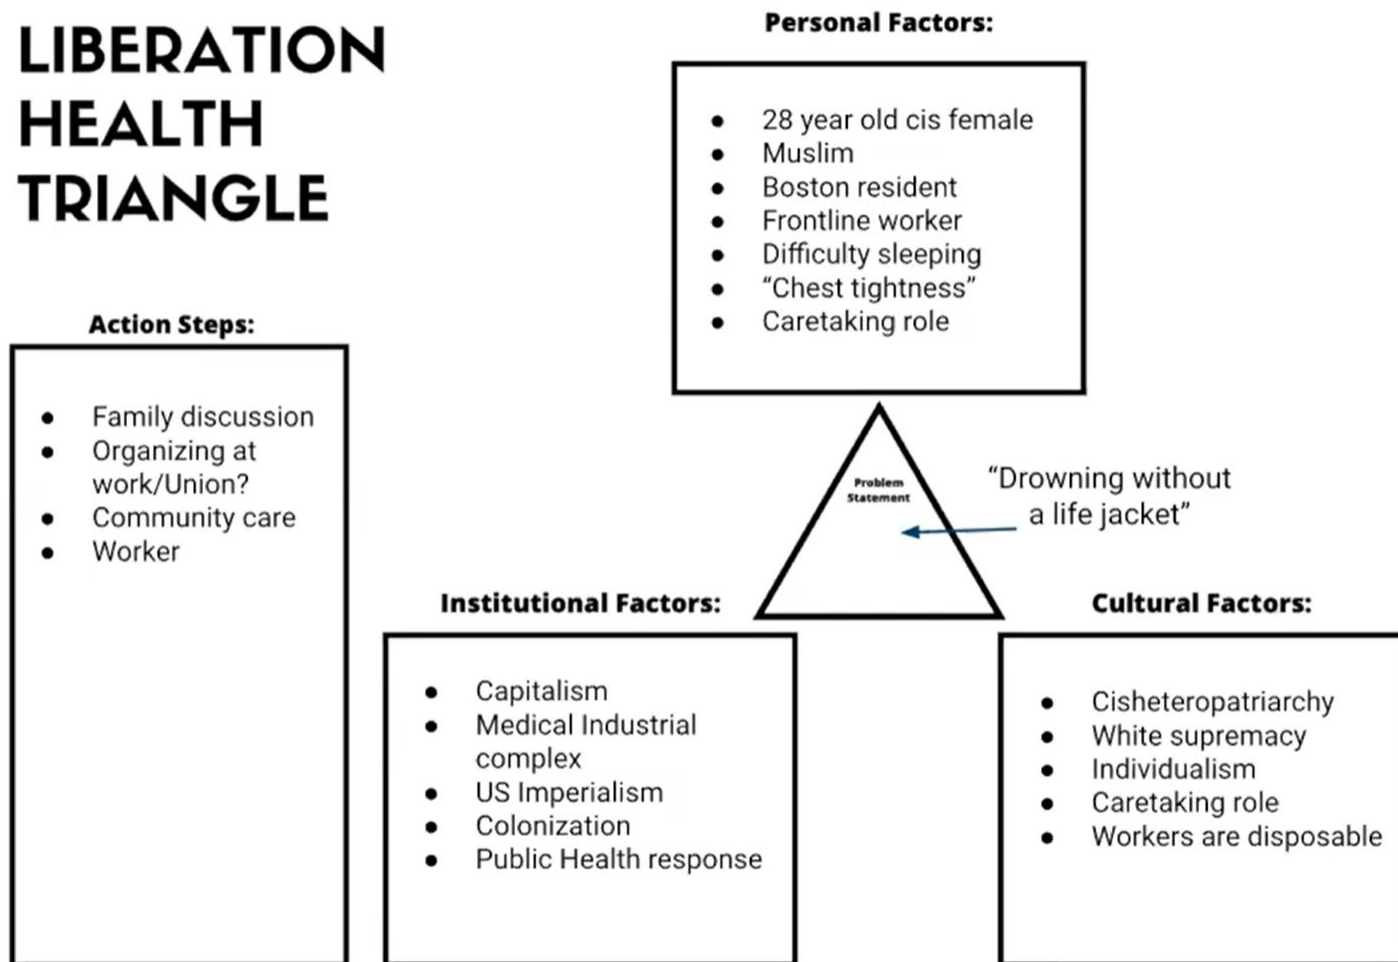 LIBERATION
HEALTH
TRIANGLE
Personal Factors:
• 28 year old cis female
• Muslim
• Boston resident
• Frontline worker
• Difficulty sleeping
• “Chest tightness”
• Caretaking role
Action Steps:
• Family discussion
• Organizing at
work/Union?
• Community care
• Worker
Problem
Statement
“Drowning without
a life jacket”
Institutional Factors:
• Capitalism
• Medical Industrial
complex
• US Imperialism
• Colonization
• Public Health response
Cultural Factors:
• Cisheteropatriarchy
• White supremacy
• Individualism
• Caretaking role
• Workers are disposable